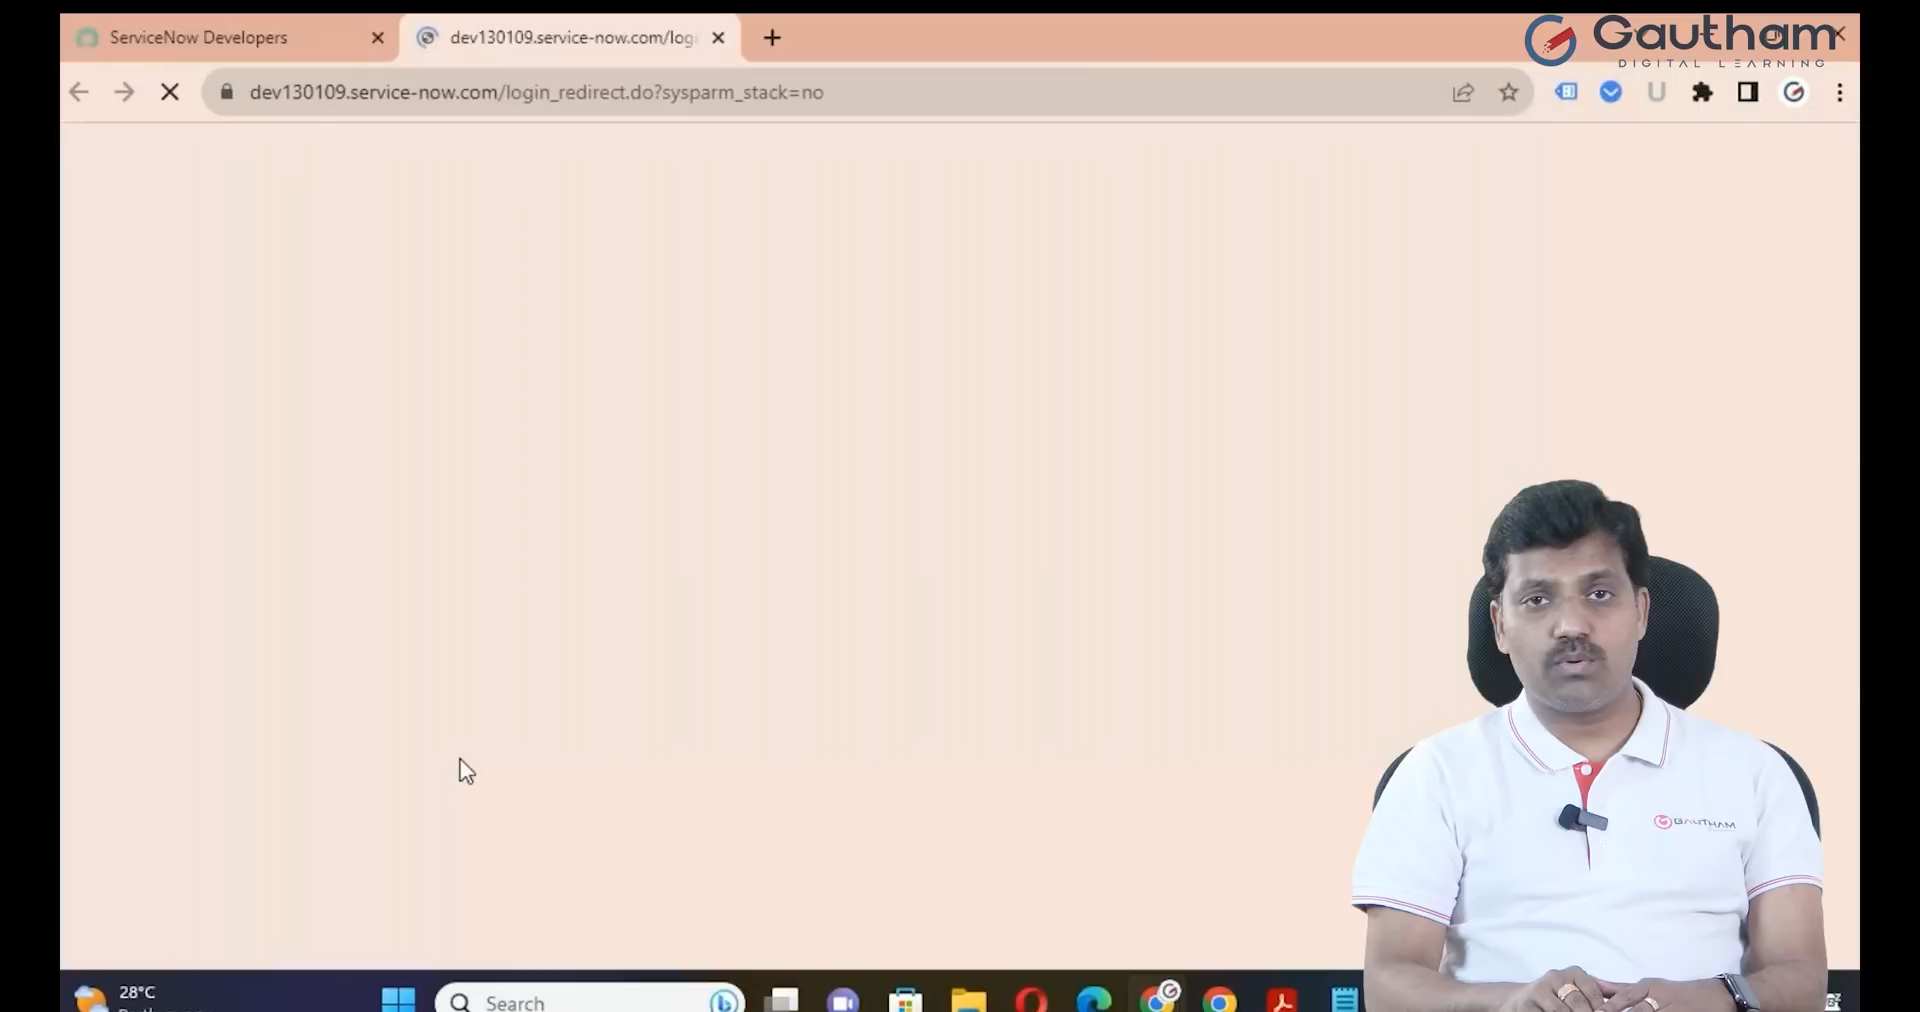 ServiceNow Developers
dev130109.service-now.com/log
Gautham
DIGITAL LEARNING
dev130109.service-now.com/login_redirect.do?sysparm_stack=no
GAUTHAM
28°C
Search